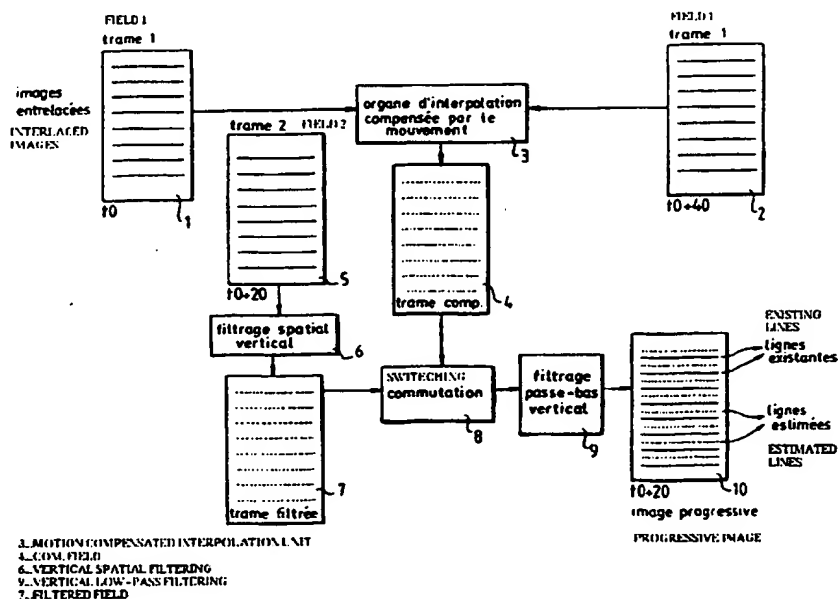 FIELD 1
trame 1
images
entrelacées
INTERLACED
IMAGES
t0
1
trame 2 FIELD 2
5
t0+20
organe d'interpolation
compensée par le
mouvement
3
FIELD 1
trame 1
t0+40
2
trame comp.
4
filtrage spatial
vertical
6
trame filtrée
7
SWITECHING
commutation
8
filtrage
passe-bas
vertical
9
EXISTING
LINES
lignes
existantes
lignes
estimées
ESTIMATED
LINES
t0+20
10
image progressive
PROGRESSIVE IMAGE
3...MOTION COMPENSATED INTERPOLATION UNIT
4...COM. FIELD
6...VERTICAL SPATIAL FILTERING
9...VERTICAL LOW-PASS FILTERING
7...FILTERED FIELD